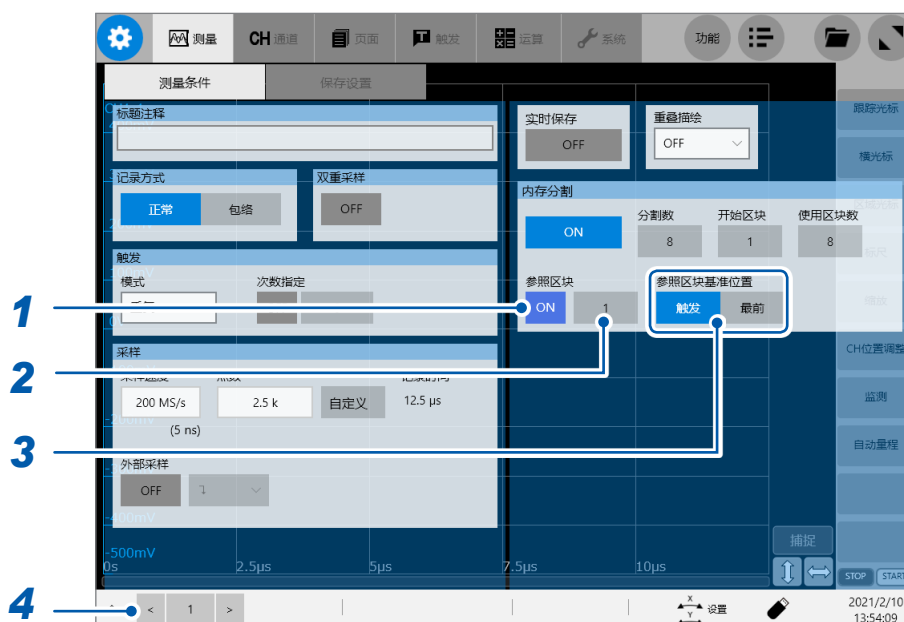 测量 CH 通道 页面 触发 运算 系统 功能
测量条件 保存设置
标题注释
记录方式 双重采样
正常 包络 OFF
触发
模式 次数指定
采样
200 MS/s 2.5 k 自定义 12.5 µs
(5 ns)
外部采样
OFF
实时保存 重叠描绘
OFF OFF
内存分割
分割数 开始区块 使用区块数
ON 8 1 8
参照区块 参照区块基准位置
ON 1 触发 最前
跟踪光标
横光标
CH位置调整
监测
自动量程
-200mV
-400mV
-500mV
0s 2.5µs 5µs 7.5µs 10µs
捕捉
STOP START
< 1 >
X
Y
设置
2021/2/10
13:54:09
1
2
3
4